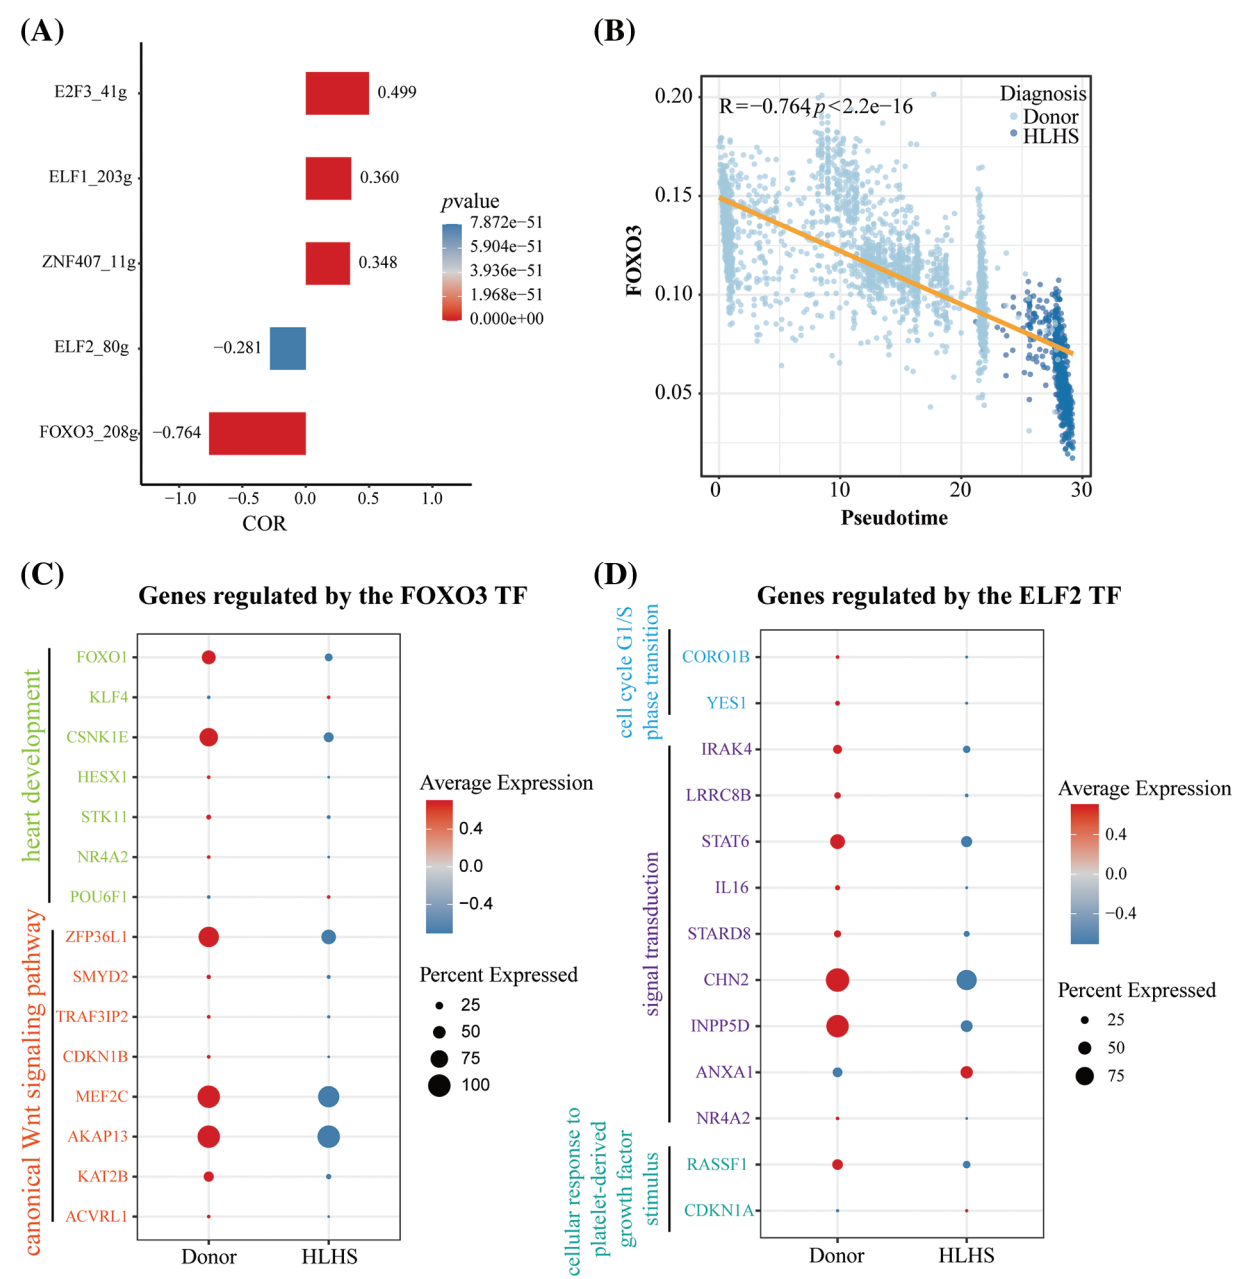 (A)
E2F3_41g
0.499
ELF1_203g
0.360
ZNF407_11g
0.348
ELF2_80g
−0.281
FOXO3_208g
−0.764
−1.0 −0.5 0.0 0.5 1.0
COR
pvalue
7.872e−51
5.904e−51
3.936e−51
1.968e−51
0.000e+00
(B)
R=−0.764, p<2.2e−16
Diagnosis
Donor
HLHS
0.20
0.15
0.10
0.05
FOXO3
0 10 20 30
Pseudotime
(C)
Genes regulated by the FOXO3 TF
heart development
FOXO1
KLF4
CSNK1E
HESX1
STK11
NR4A2
POU6F1
canonical Wnt signaling pathway
ZFP36L1
SMYD2
TRAF3IP2
CDKN1B
MEF2C
AKAP13
KAT2B
ACVRL1
Donor HLHS
Average Expression
0.4
0.0
−0.4
Percent Expressed
25
50
75
100
(D)
Genes regulated by the ELF2 TF
cell cycle G1/S
phase transition
CORO1B
YES1
signal transduction
IRAK4
LRRC8B
STAT6
IL16
STARD8
CHN2
INPP5D
ANXA1
NR4A2
cellular response to
platelet-derived
growth factor
stimulus
RASSF1
CDKN1A
Donor HLHS
Average Expression
0.4
0.0
−0.4
Percent Expressed
25
50
75